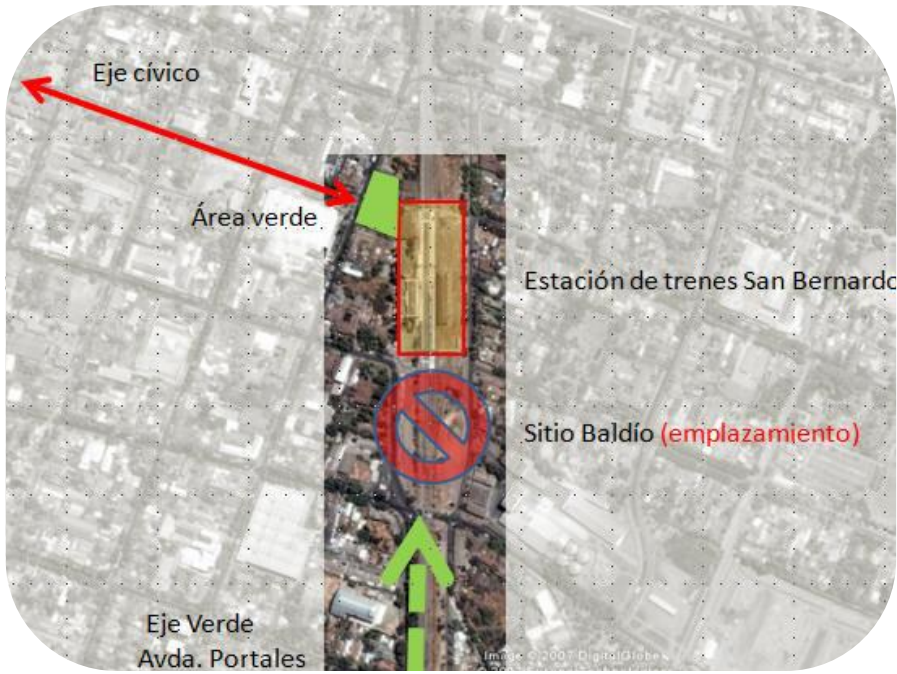 Eje cívico
Área verde
Estación de trenes San Bernardo
Sitio Baldío (emplazamiento)
Eje Verde
Avda. Portales
Image © 2007 DigitalGlobe